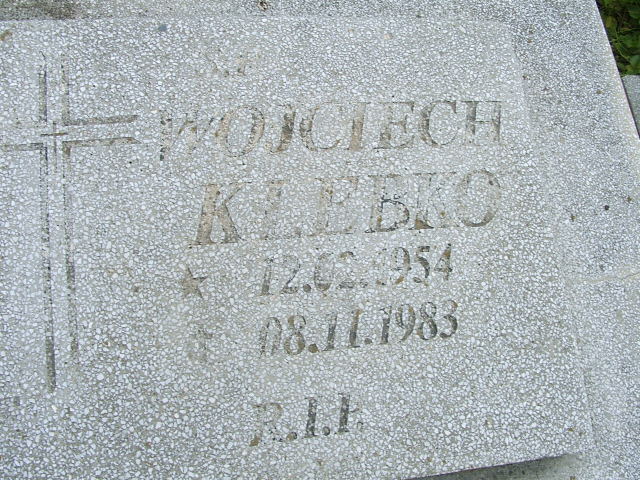 WOJCIECH
KLEBKO
12.02.1954
08.11.1983
R.I.P.